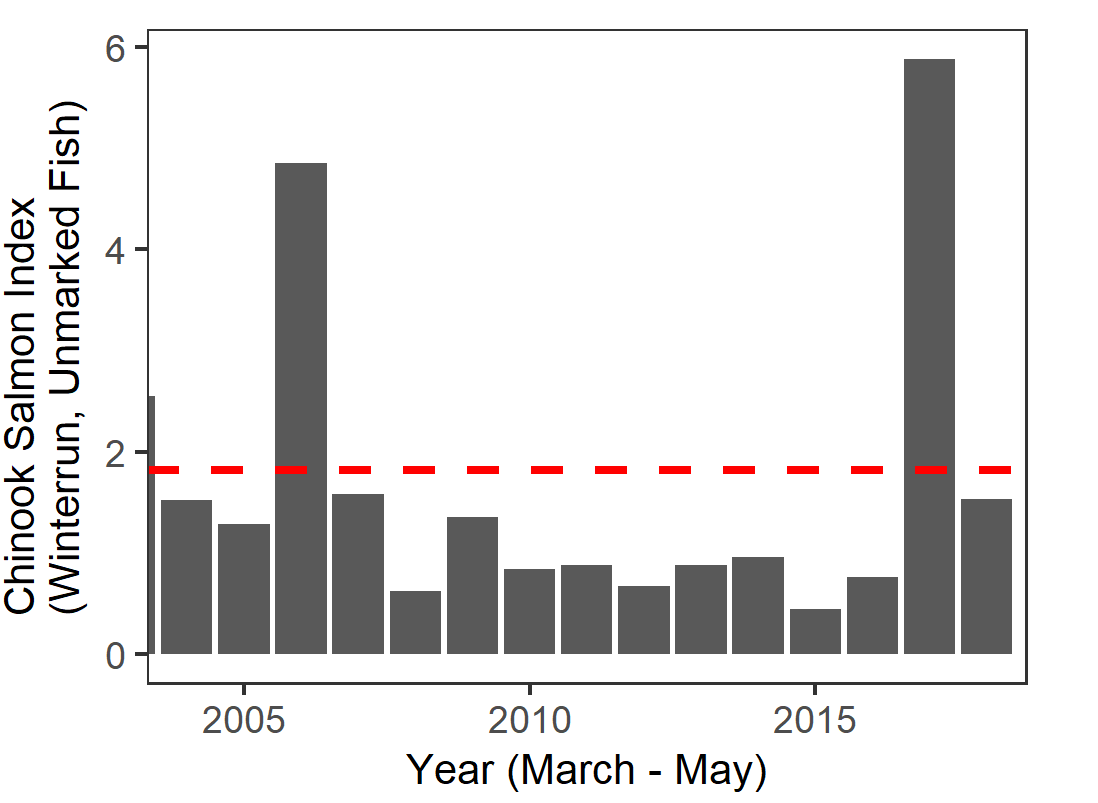 Chinook Salmon Index
(Winterrun, Unmarked Fish)
6
4
2
0
2005 2010 2015
Year (March - May)